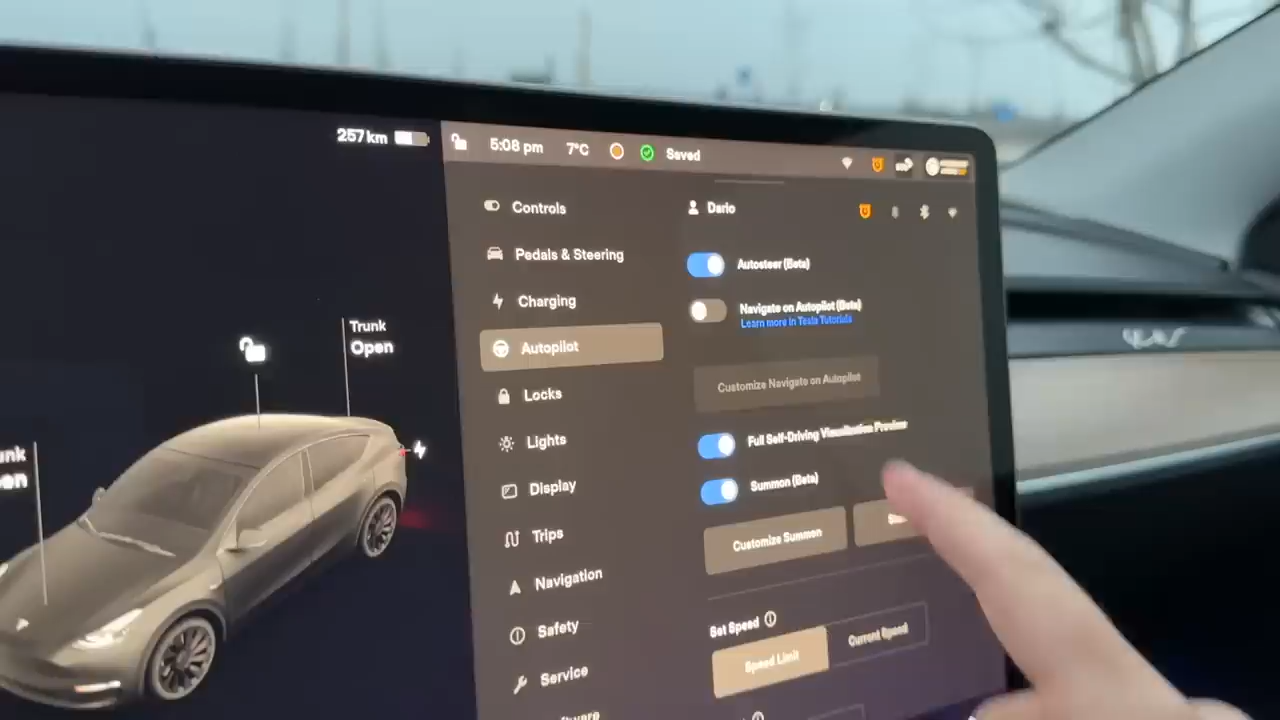 257 km
5:08 pm 7°C Saved
Controls
Pedals & Steering
Charging
Autopilot
Locks
Lights
Display
Trips
Navigation
Safety
Service
Dario
Autosteer (Beta)
Navigate on Autopilot (Beta)
Learn more in Tesla Tutorials
Customize Navigate on Autopilot
Full Self-Driving Visualization Preview
Summon (Beta)
Customize Summon
Set Speed
Speed Limit
Current Speed
Trunk
Open